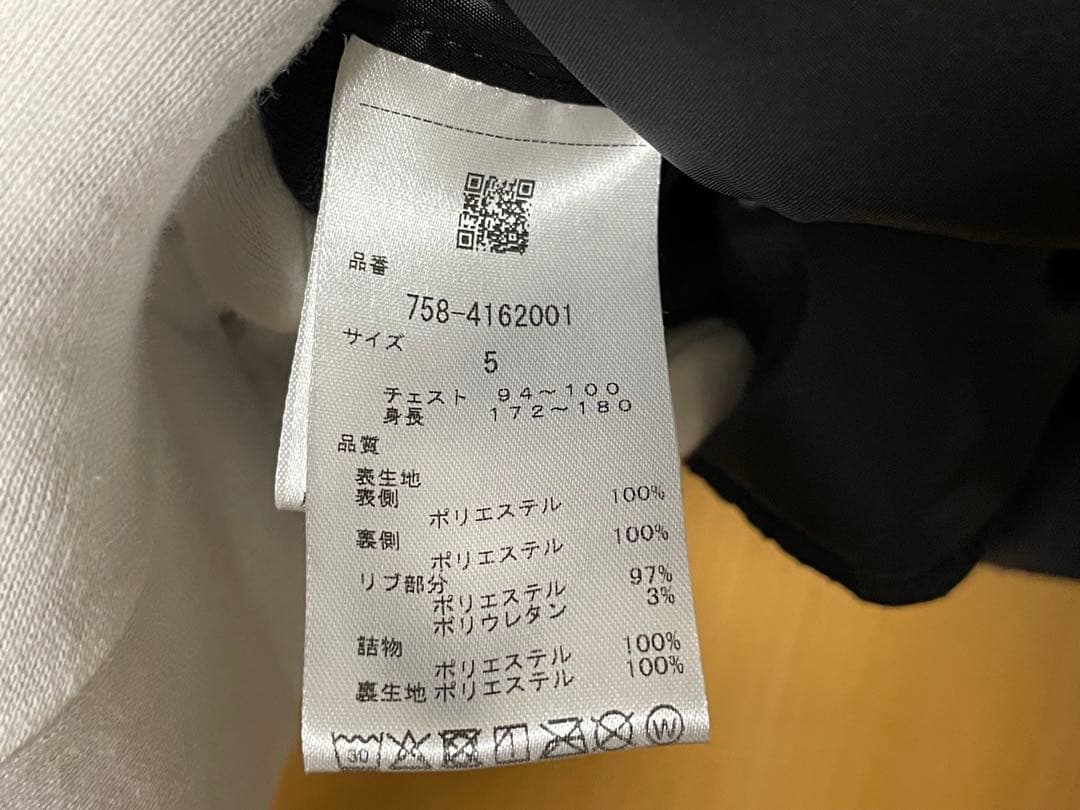 品番
758-4162001
サイズ
5
チェスト 94～100
身長 172～180
品質
表生地
表側
ポリエステル 100%
裏側
ポリエステル 100%
リブ部分
ポリエステル 97%
ポリウレタン 3%
詰物
ポリエステル 100%
裏生地 ポリエステル 100%
30 W